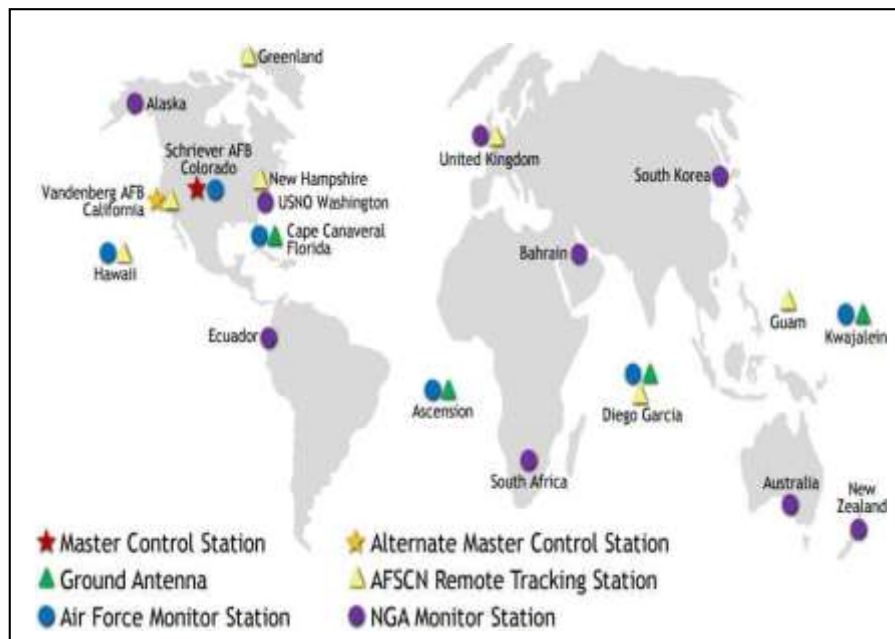 Greenland
Alaska
Schriever AFB
Colorado
United Kingdom
New Hampshire
South Korea
Vandenberg AFB
California
USNO Washington
Cape Canaveral
Florida
Bahrain
Hawaii
Guam
Kwajalein
Ecuador
Ascension
Diego Garcia
South Africa
Australia
New
Zealand
Master Control Station
Alternate Master Control Station
Ground Antenna
AFSCN Remote Tracking Station
Air Force Monitor Station
NGA Monitor Station